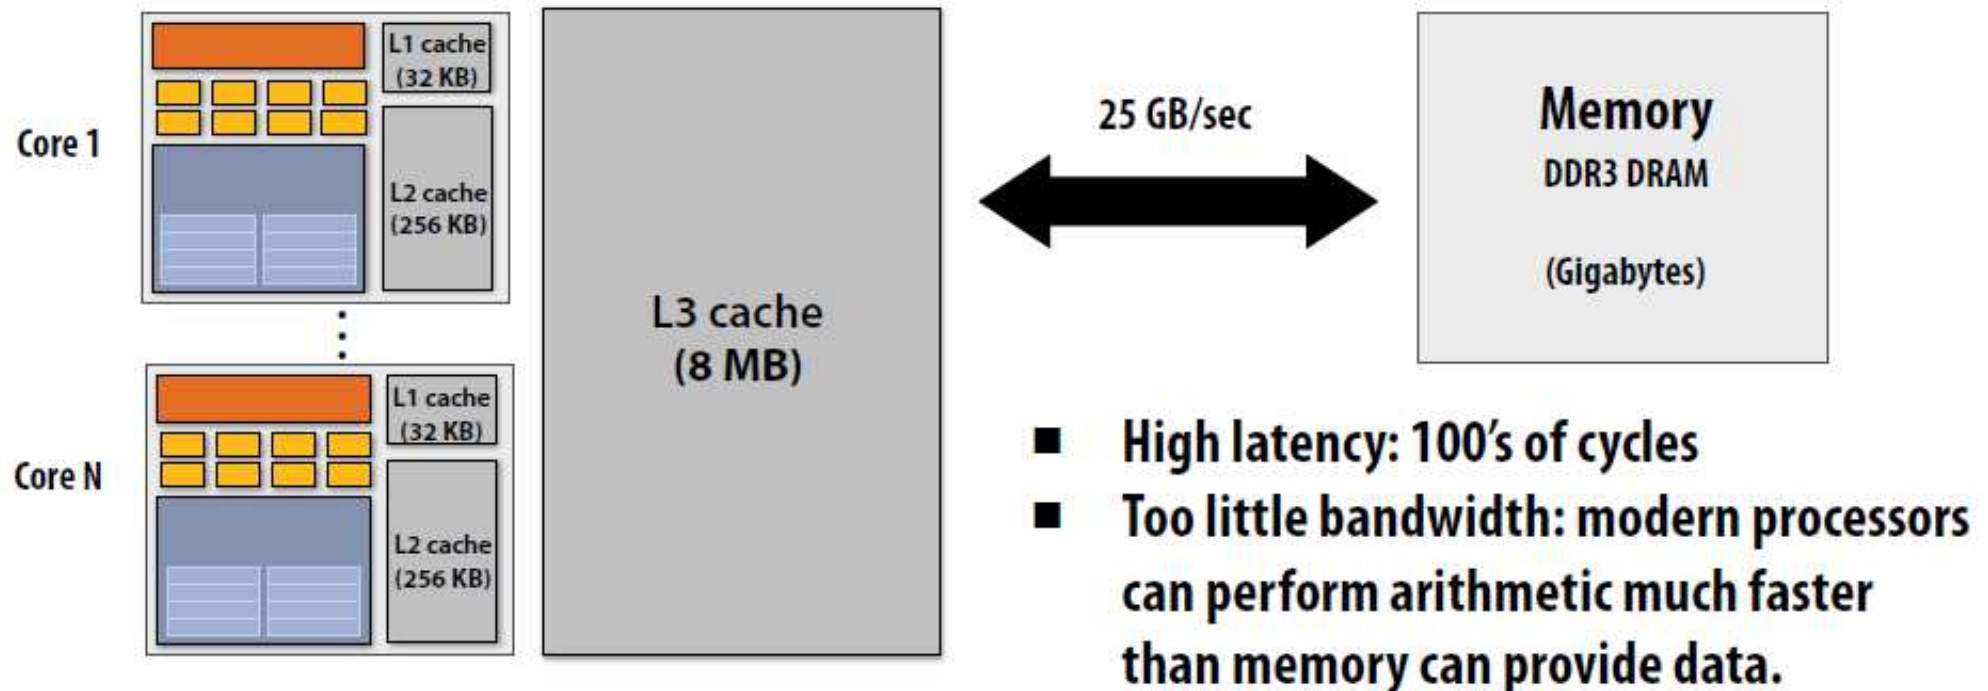 Core 1
L1 cache
(32 KB)
L2 cache
(256 KB)
Core N
L1 cache
(32 KB)
L2 cache
(256 KB)
L3 cache
(8 MB)
25 GB/sec
Memory
DDR3 DRAM
(Gigabytes)
■ High latency: 100’s of cycles
■ Too little bandwidth: modern processors
can perform arithmetic much faster
than memory can provide data.